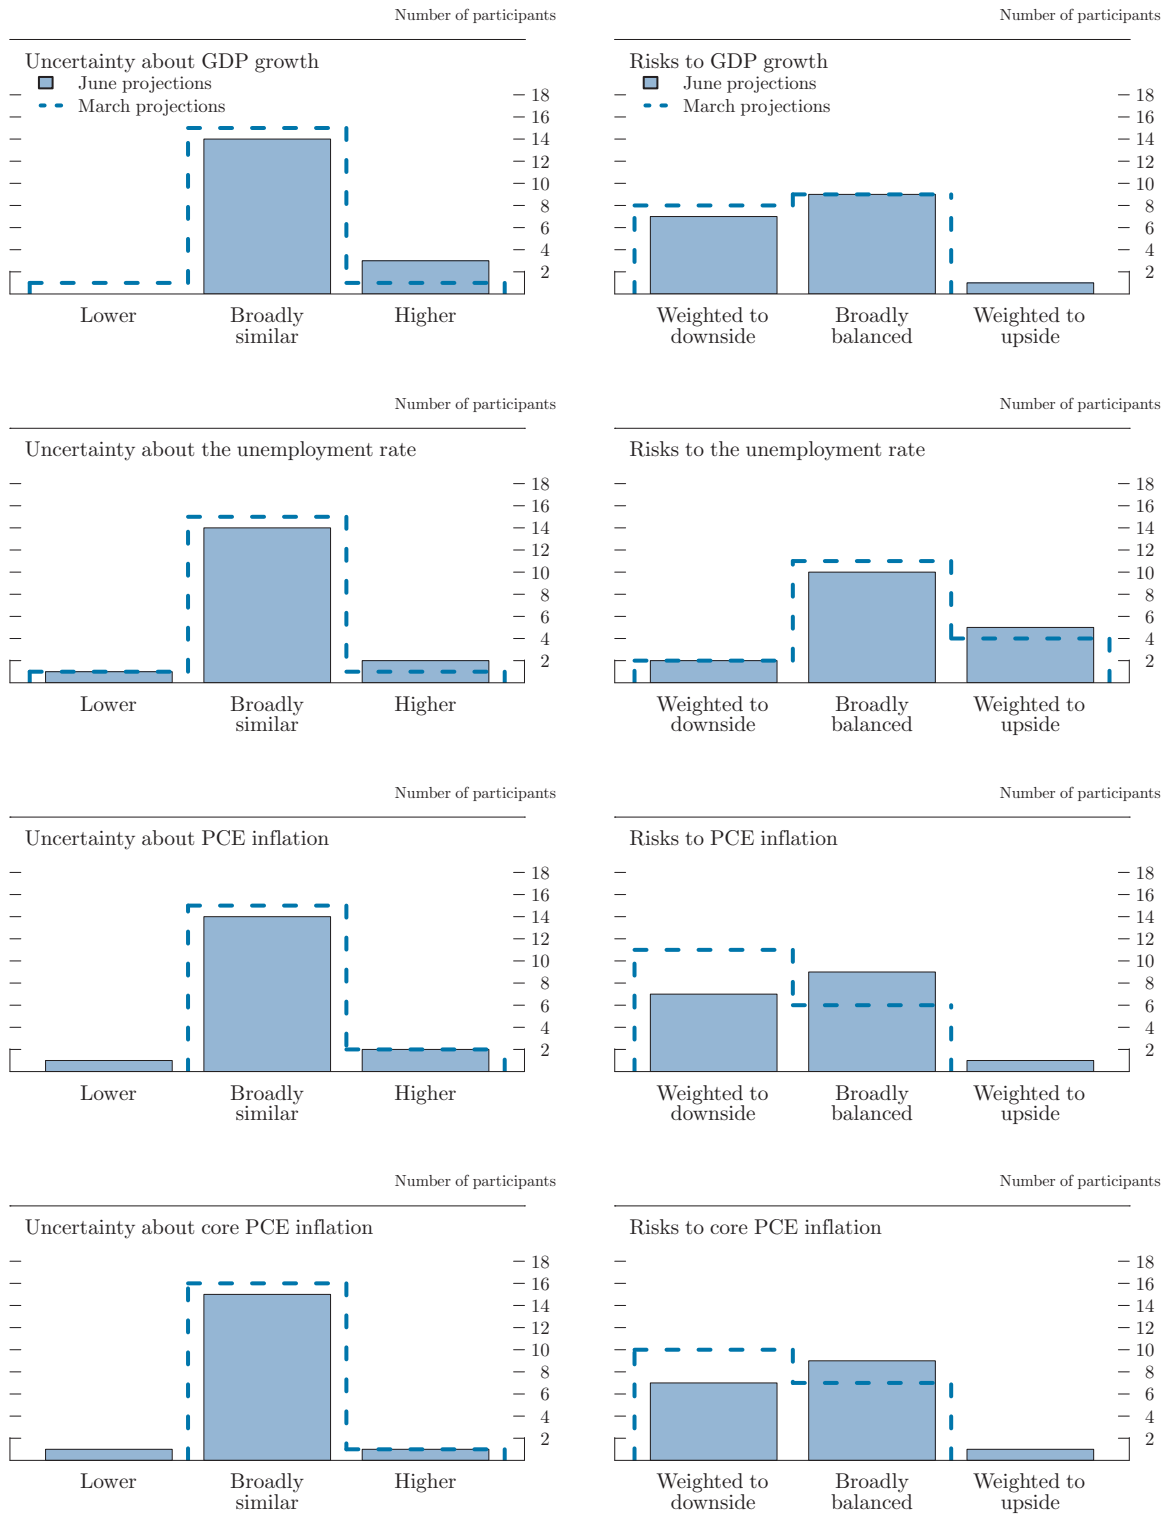 Number of participants
Uncertainty about GDP growth
June projections
March projections
18
16
14
12
10
8
6
4
2
Lower
Broadly
similar
Higher
Number of participants
Risks to GDP growth
June projections
March projections
18
16
14
12
10
8
6
4
2
Weighted to
downside
Broadly
balanced
Weighted to
upside
Number of participants
Uncertainty about the unemployment rate
18
16
14
12
10
8
6
4
2
Lower
Broadly
similar
Higher
Number of participants
Risks to the unemployment rate
18
16
14
12
10
8
6
4
2
Weighted to
downside
Broadly
balanced
Weighted to
upside
Number of participants
Uncertainty about PCE inflation
18
16
14
12
10
8
6
4
2
Lower
Broadly
similar
Higher
Number of participants
Risks to PCE inflation
18
16
14
12
10
8
6
4
2
Weighted to
downside
Broadly
balanced
Weighted to
upside
Number of participants
Uncertainty about core PCE inflation
18
16
14
12
10
8
6
4
2
Lower
Broadly
similar
Higher
Number of participants
Risks to core PCE inflation
18
16
14
12
10
8
6
4
2
Weighted to
downside
Broadly
balanced
Weighted to
upside